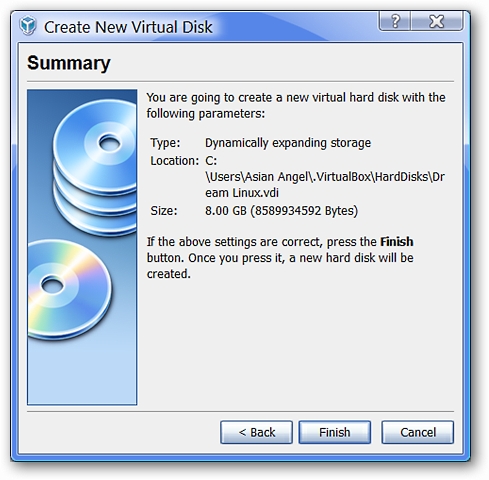 Create New Virtual Disk
Summary
You are going to create a new virtual hard disk with the
following parameters:
Type: Dynamically expanding storage
Location: C:
\Users\Asian Angel\.VirtualBox\HardDisks\Dr
eam Linux.vdi
Size: 8.00 GB (8589934592 Bytes)
If the above settings are correct, press the Finish
button. Once you press it, a new hard disk will be
created.
< Back Finish Cancel